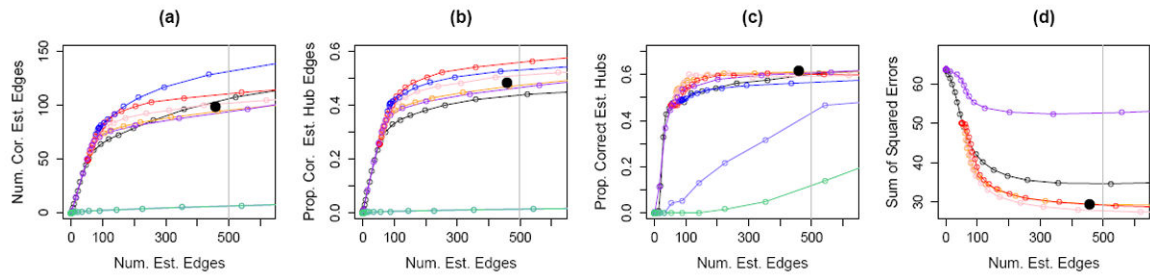 (a)
Num. Cor. Est. Edges
150
100
50
0
0 100 300 500
Num. Est. Edges
(b)
Prop. Cor. Est. Hub Edges
0.6
0.4
0.2
0.0
0 100 300 500
Num. Est. Edges
(c)
Prop. Correct Est. Hubs
0.8
0.6
0.4
0.2
0.0
0 100 300 500
Num. Est. Edges
(d)
Sum of Squared Errors
60
50
40
30
0 100 300 500
Num. Est. Edges